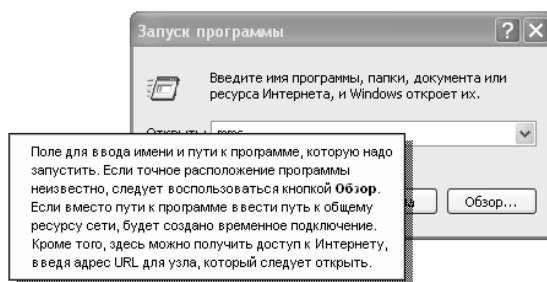 Запуск программы
Введите имя программы, папки, документа или
ресурса Интернета, и Windows откроет их.
Поле для ввода имени и пути к программе, которую надо
запустить. Если точное расположение программы
неизвестно, следует воспользоваться кнопкой Обзор.
Если вместо пути к программе ввести путь к общему
ресурсу сети, будет создано временное подключение.
Кроме того, здесь можно получить доступ к Интернету,
введя адрес URL для узла, который следует открыть.
Обзор...